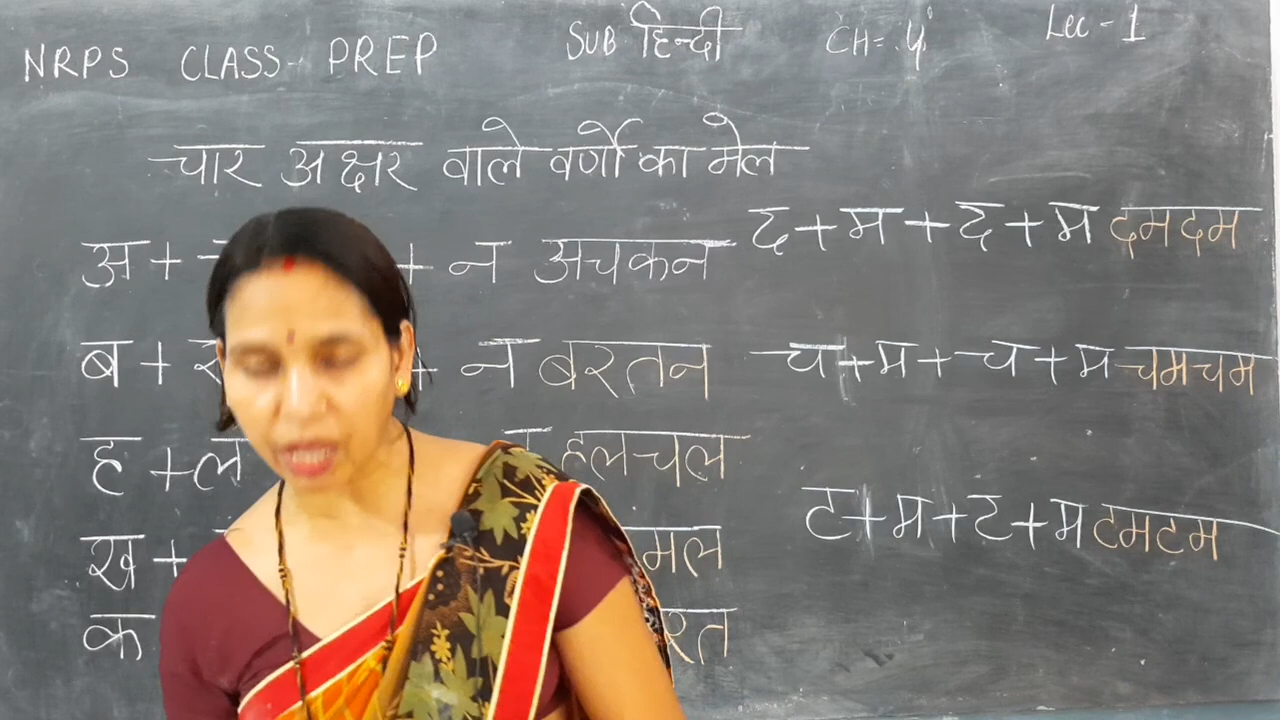 NRPS CLASS- PREP SUB हिन्दी CH= 4 Lec - 1
चार अक्षर वाले वर्णो का मेल
अ + + न अचकन
ब + र + न बरतन
ह + ल हलचल
ख + मल
क रत
द + म + द + म दमदम
च + म + च + म चमचम
ट + म + ट + म टमटम